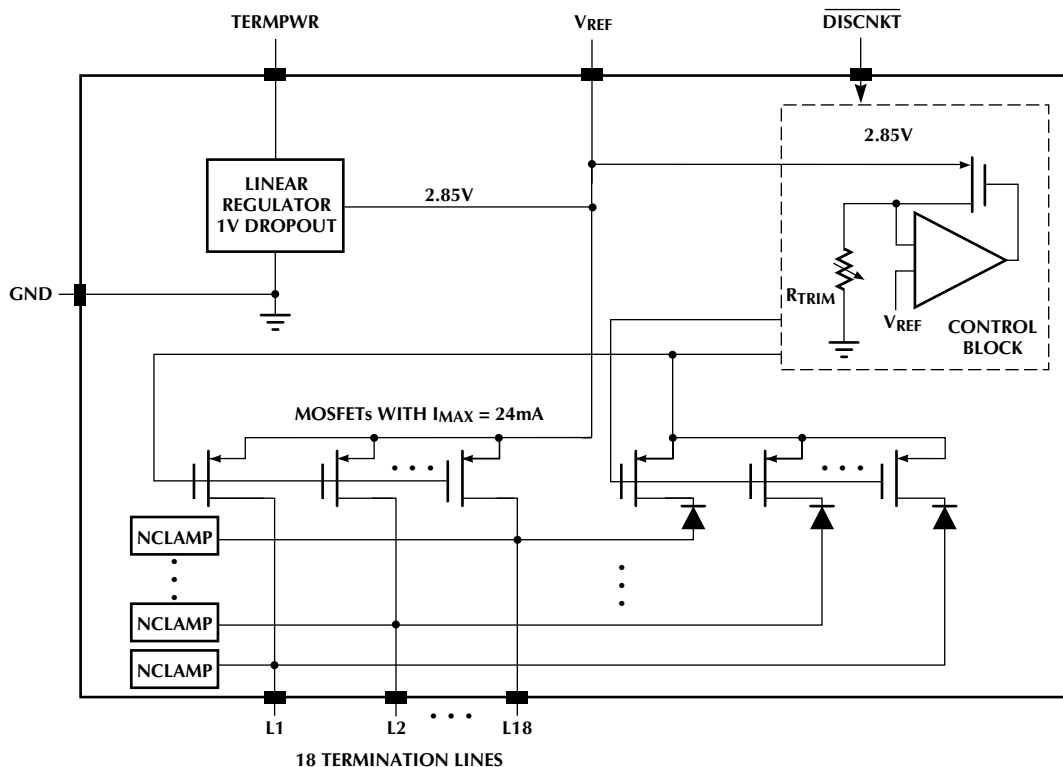 TERMPWR
VREF
DISCNKT
2.85V
LINEAR
REGULATOR
1V DROPOUT
2.85V
GND
RTRIM
VREF
CONTROL
BLOCK
MOSFETs WITH IMAX = 24mA
NCLAMP
NCLAMP
NCLAMP
L1
L2
L18
18 TERMINATION LINES